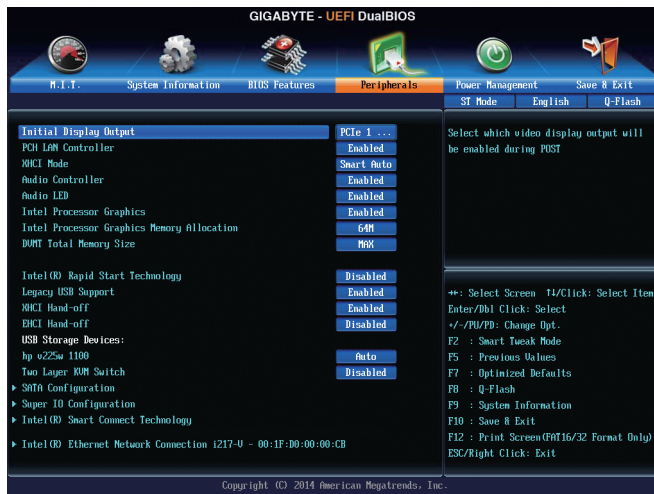 GIGABYTE - UEFI DualBIOS
M.I.T. System Information BIOS Features Peripherals Power Management Save & Exit
ST Mode English Q-Flash
Initial Display Output PCIe 1 ...
PCH LAN Controller Enabled
XHCI Mode Smart Auto
Audio Controller Enabled
Audio LED Enabled
Intel Processor Graphics Enabled
Intel Processor Graphics Memory Allocation 64M
DVMT Total Memory Size MAX
Intel(R) Rapid Start Technology Disabled
Legacy USB Support Enabled
XHCI Hand-off Enabled
EHCI Hand-off Disabled
USB Storage Devices:
hp v225w 1100 Auto
Two Layer KVM Switch Disabled
SATA Configuration
Super IO Configuration
Intel(R) Smart Connect Technology
Intel(R) Ethernet Network Connection i217-V - 00:1F:D0:00:00:CB
Select which video display output will
be enabled during POST
→←: Select Screen ↑↓/Click: Select Item
Enter/Dbl Click: Select
+/-/PU/PD: Change Opt.
F2 : Smart Tweak Mode
F5 : Previous Values
F7 : Optimized Defaults
F8 : Q-Flash
F9 : System Information
F10 : Save & Exit
F12 : Print Screen(FAT16/32 Format Only)
ESC/Right Click: Exit
Copyright (C) 2014 American Megatrends, Inc.